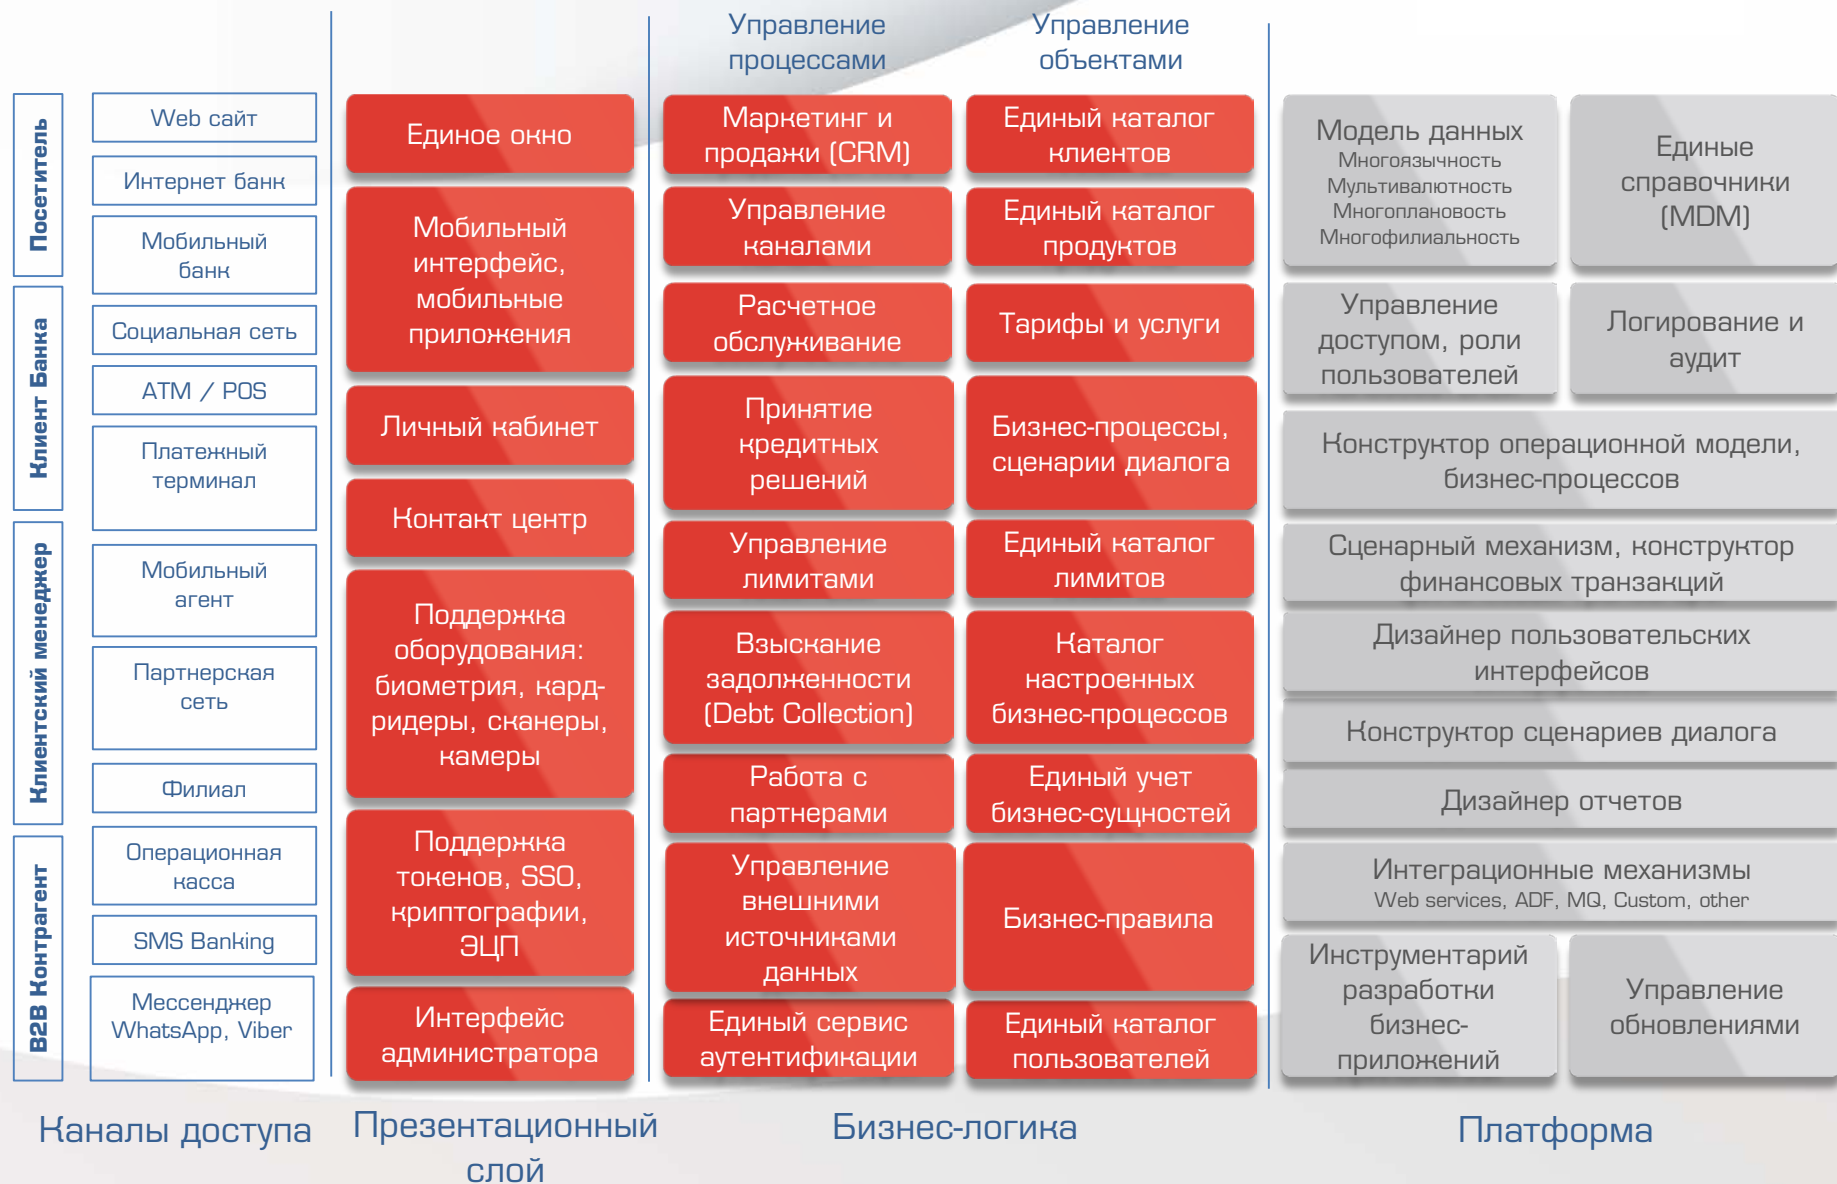 Управление
процессами
Управление
объектами
Посетитель
Клиент Банка
Клиентский менеджер
B2B Контрагент
Web сайт
Интернет банк
Мобильный
банк
Социальная сеть
ATM / POS
Платежный
терминал
Мобильный
агент
Партнерская
сеть
Филиал
Операционная
касса
SMS Banking
Мессенджер
WhatsApp, Viber
Единое окно
Мобильный
интерфейс,
мобильные
приложения
Личный кабинет
Контакт центр
Поддержка
оборудования:
биометрия, кард-
ридеры, сканеры,
камеры
Поддержка
токенов, SSO,
криптографии,
ЭЦП
Интерфейс
администратора
Маркетинг и
продажи (CRM)
Управление
каналами
Расчетное
обслуживание
Принятие
кредитных
решений
Управление
лимитами
Взыскание
задолженности
(Debt Collection)
Работа с
партнерами
Управление
внешними
источниками
данных
Единый сервис
аутентификации
Единый каталог
клиентов
Единый каталог
продуктов
Тарифы и услуги
Бизнес-процессы,
сценарии диалога
Единый каталог
лимитов
Каталог
настроенных
бизнес-процессов
Единый учет
бизнес-сущностей
Бизнес-правила
Единый каталог
пользователей
Модель данных
Многоязычность
Мультивалютность
Многоплановость
Многофилиальность
Единые
справочники
(MDM)
Управление
доступом, роли
пользователей
Логирование и
аудит
Конструктор операционной модели,
бизнес-процессов
Сценарный механизм, конструктор
финансовых транзакций
Дизайнер пользовательских
интерфейсов
Конструктор сценариев диалога
Дизайнер отчетов
Интеграционные механизмы
Web services, ADF, MQ, Custom, other
Инструментарий
разработки
бизнес-
приложений
Управление
обновлениями
Каналы доступа
Презентационный
слой
Бизнес-логика
Платформа